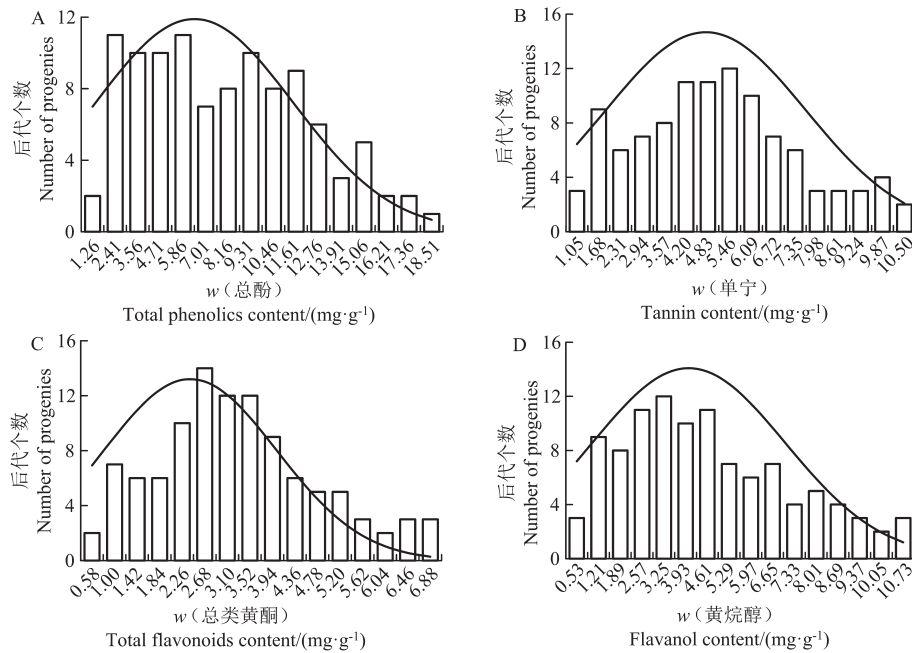 A
12
8
4
0
后代个数
Number of progenies
1.26 2.41 3.56 4.71 5.86 7.01 8.16 9.31 10.46 11.61 12.76 13.91 15.06 16.21 17.36 18.51
w（总酚）
Total phenolics content/(mg·g-1)
B
16
12
8
4
0
后代个数
Number of progenies
1.05 1.68 2.31 2.94 3.57 4.20 4.83 5.46 6.09 6.72 7.35 7.98 8.61 9.24 9.87 10.50
w（单宁）
Tannin content/(mg·g-1)
C
16
12
8
4
0
后代个数
Number of progenies
0.58 1.00 1.42 1.84 2.26 2.68 3.10 3.52 3.94 4.36 4.78 5.20 5.62 6.04 6.46 6.88
w（总类黄酮）
Total flavonoids content/(mg·g-1)
D
16
12
8
4
0
后代个数
Number of progenies
0.53 1.21 1.89 2.57 3.25 3.93 4.61 5.29 5.97 6.65 7.33 8.01 8.69 9.37 10.05 10.73
w（黄烷醇）
Flavanol content/(mg·g-1)